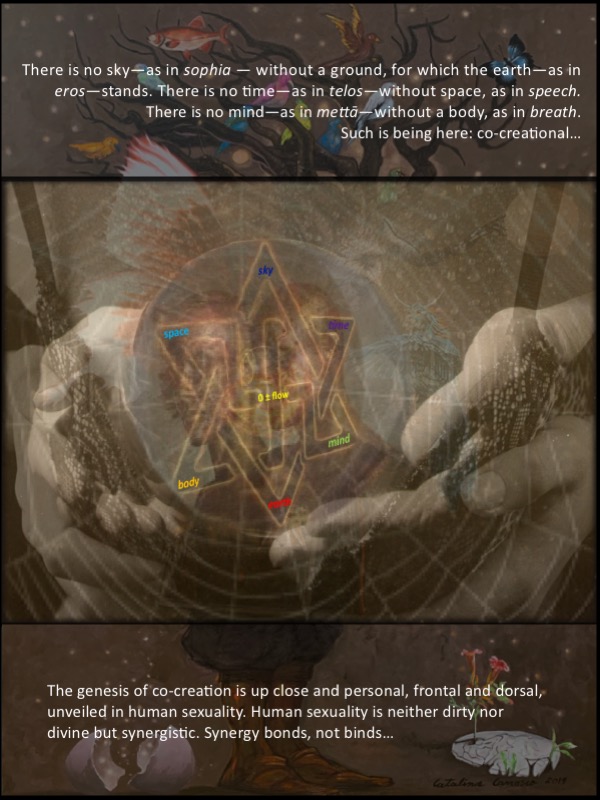 There is no sky—as in sophia — without a ground, for which the earth—as in
eros—stands. There is no time—as in telos—without space, as in speech.
There is no mind—as in mettā—without a body, as in breath.
Such is being here: co-creational…
sky
space
time
0 ± flow
mind
body
The genesis of co-creation is up close and personal, frontal and dorsal,
unveiled in human sexuality. Human sexuality is neither dirty nor
divine but synergistic. Synergy bonds, not binds…